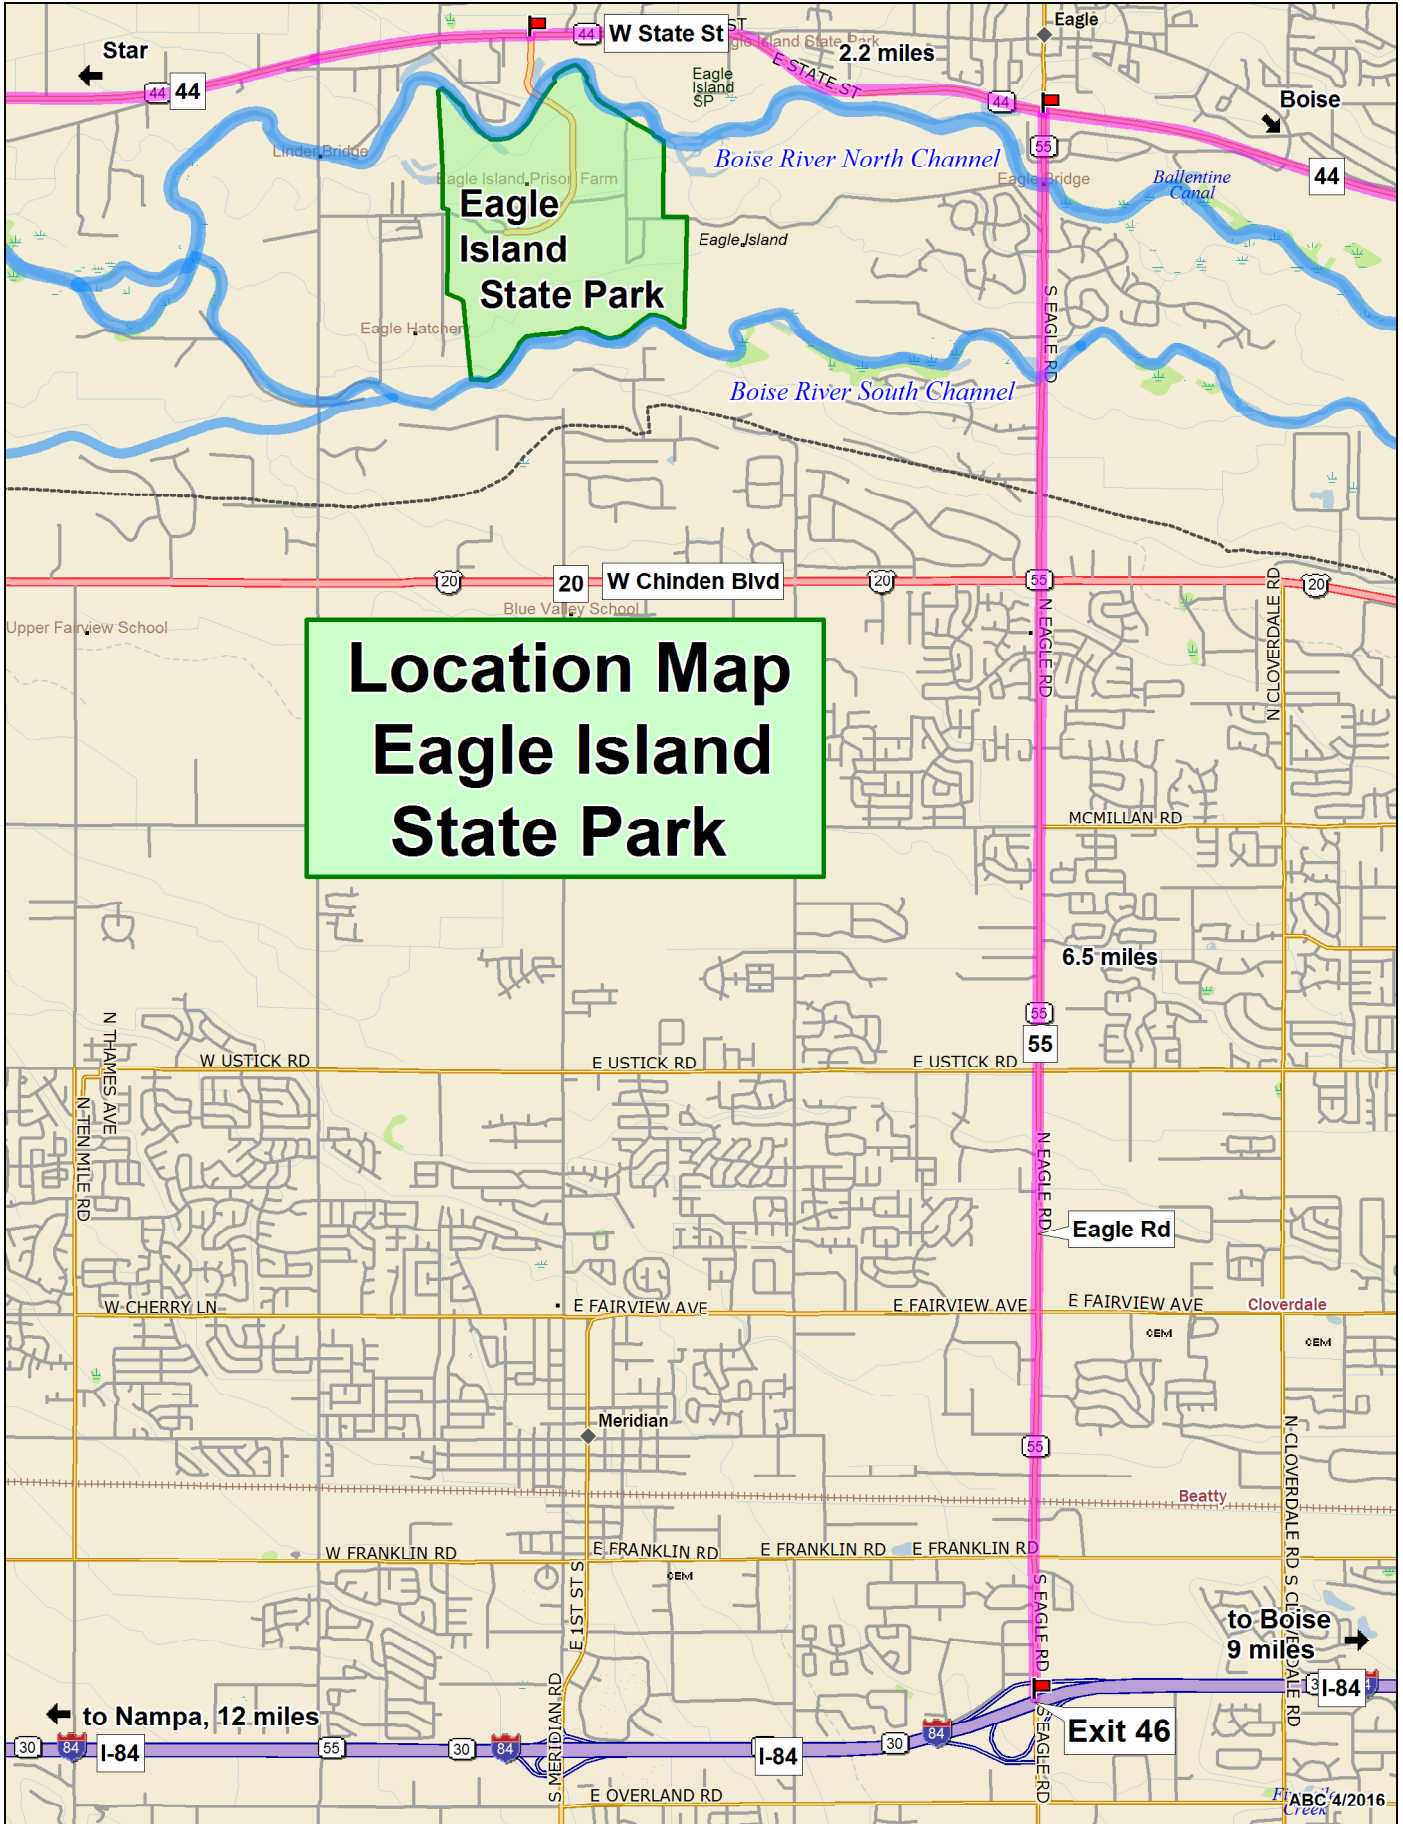 Eagle
Star
44
W State St
ST
Eagle Island State Park
2.2 miles
E STATE ST
Eagle
Island
SP
44
44
44
Boise
Linder Bridge
Boise River North Channel
55
Eagle Bridge
Ballentine
Canal
44
Eagle Island Prison Farm
Eagle
Island
State Park
Eagle Island
Eagle Hatchery
S EAGLE RD
Boise River South Channel
20
20
W Chinden Blvd
20
55
20
Blue Valley School
Upper Fairview School
N EAGLE RD
N CLOVERDALE RD
Location Map
Eagle Island
State Park
MCMILLAN RD
6.5 miles
55
55
N THAMES AVE
W USTICK RD
E USTICK RD
E USTICK RD
N TEN MILE RD
N EAGLE RD
Eagle Rd
W CHERRY LN
E FAIRVIEW AVE
E FAIRVIEW AVE
E FAIRVIEW AVE
Cloverdale
CEM
CEM
Meridian
55
N CLOVERDALE RD
Beatty
W FRANKLIN RD
E FRANKLIN RD
E FRANKLIN RD
E FRANKLIN RD
CEM
E 1ST ST S
S EAGLE RD
S CLOVERDALE RD
to Boise
9 miles
I-84
to Nampa, 12 miles
S MERIDIAN RD
S EAGLE RD
Exit 46
30
84
I-84
55
30
84
I-84
30
84
E OVERLAND RD
Creek
ABC 4/2016